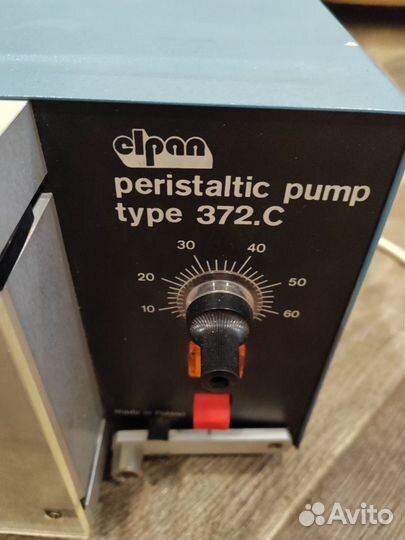 elpan
peristaltic pump
type 372.C
30 40
20 50
10 60
made in Poland
Avito